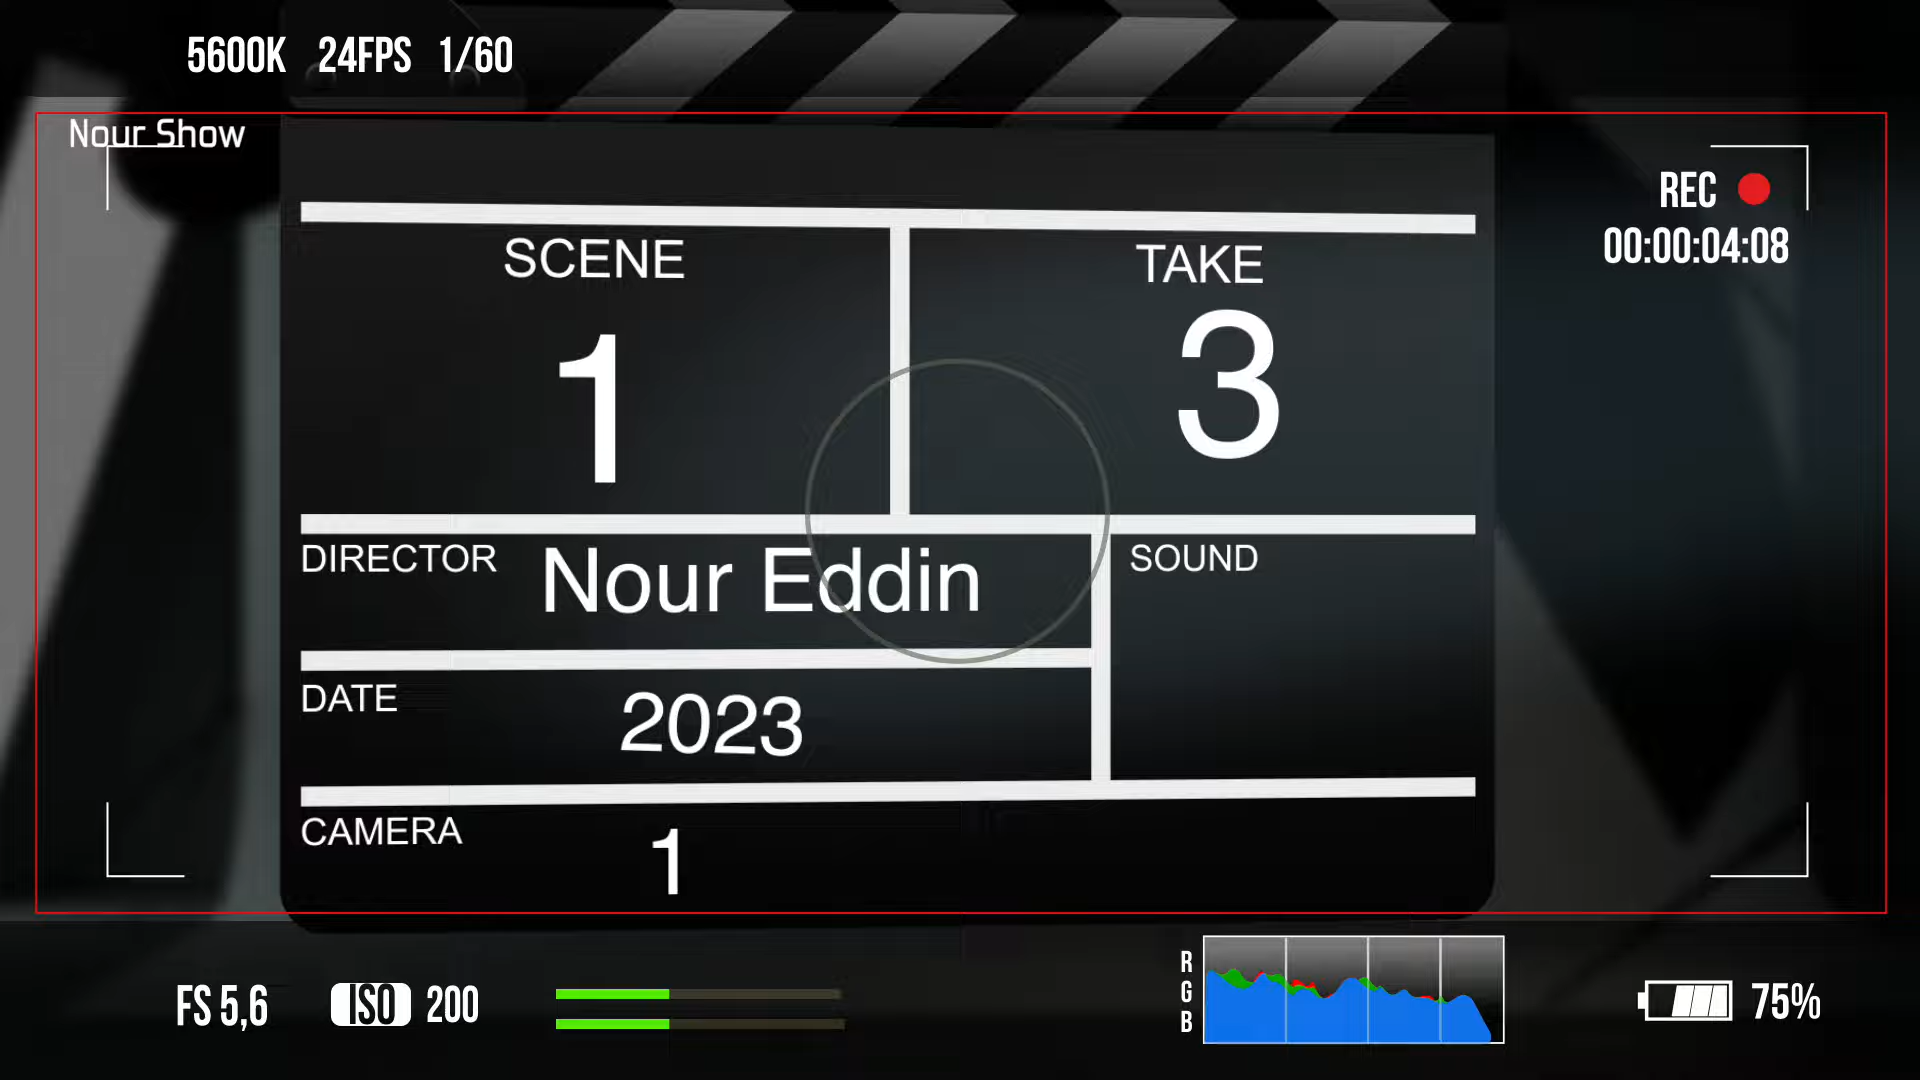 5600K 24FPS 1/60
Nour Show
REC
00:00:04:08
SCENE
1
TAKE
3
DIRECTOR Nour Eddin
SOUND
DATE 2023
CAMERA 1
FS 5,6 ISO 200
R
G
B
75%